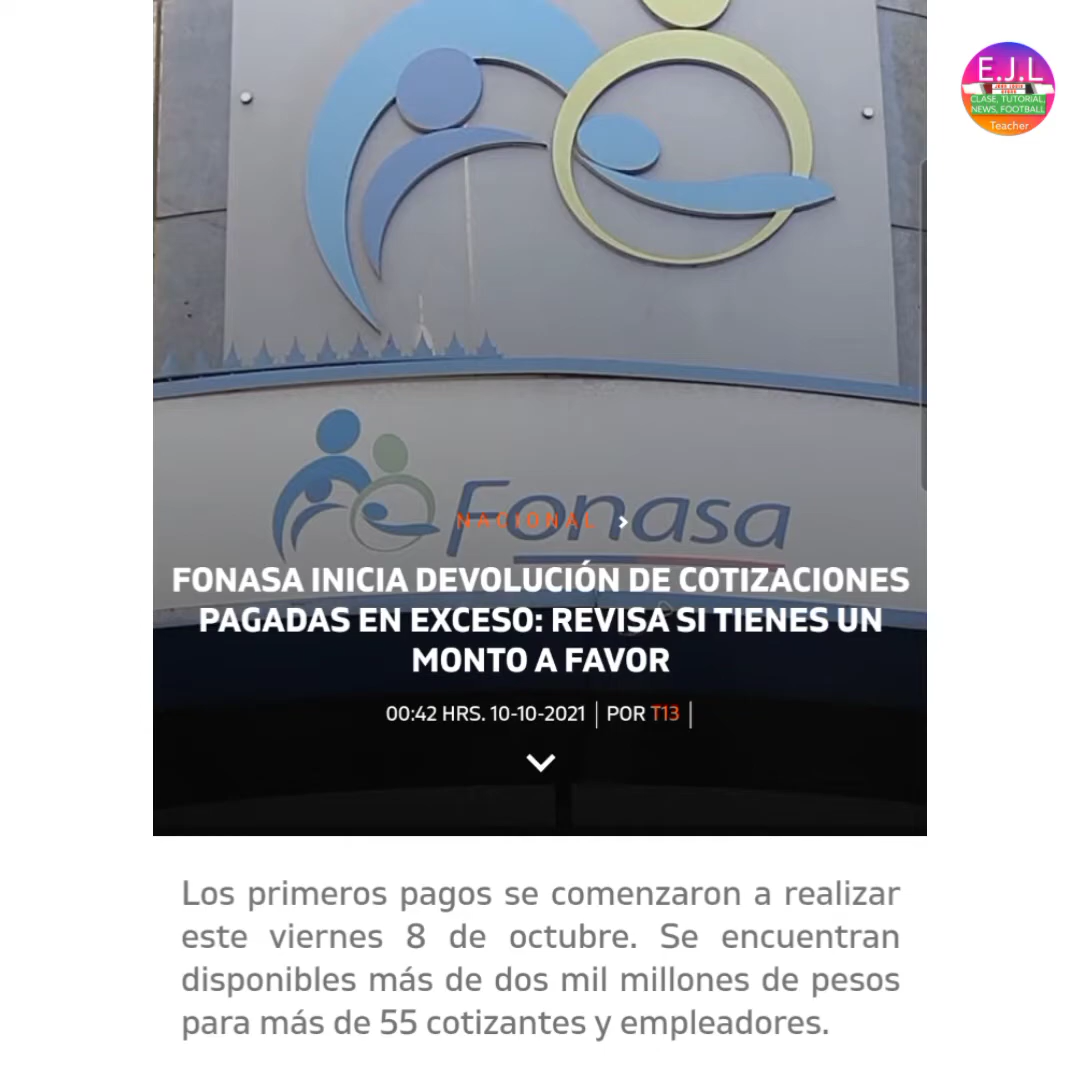 E.J.L
CLASE, TUTORIAL,
NEWS, FOOTBALL
Teacher
Fonasa
NACIONAL
FONASA INICIA DEVOLUCIÓN DE COTIZACIONES
PAGADAS EN EXCESO: REVISA SI TIENES UN
MONTO A FAVOR
00:42 HRS. 10-10-2021 | POR T13 |
Los primeros pagos se comenzaron a realizar
este viernes 8 de octubre. Se encuentran
disponibles más de dos mil millones de pesos
para más de 55 cotizantes y empleadores.